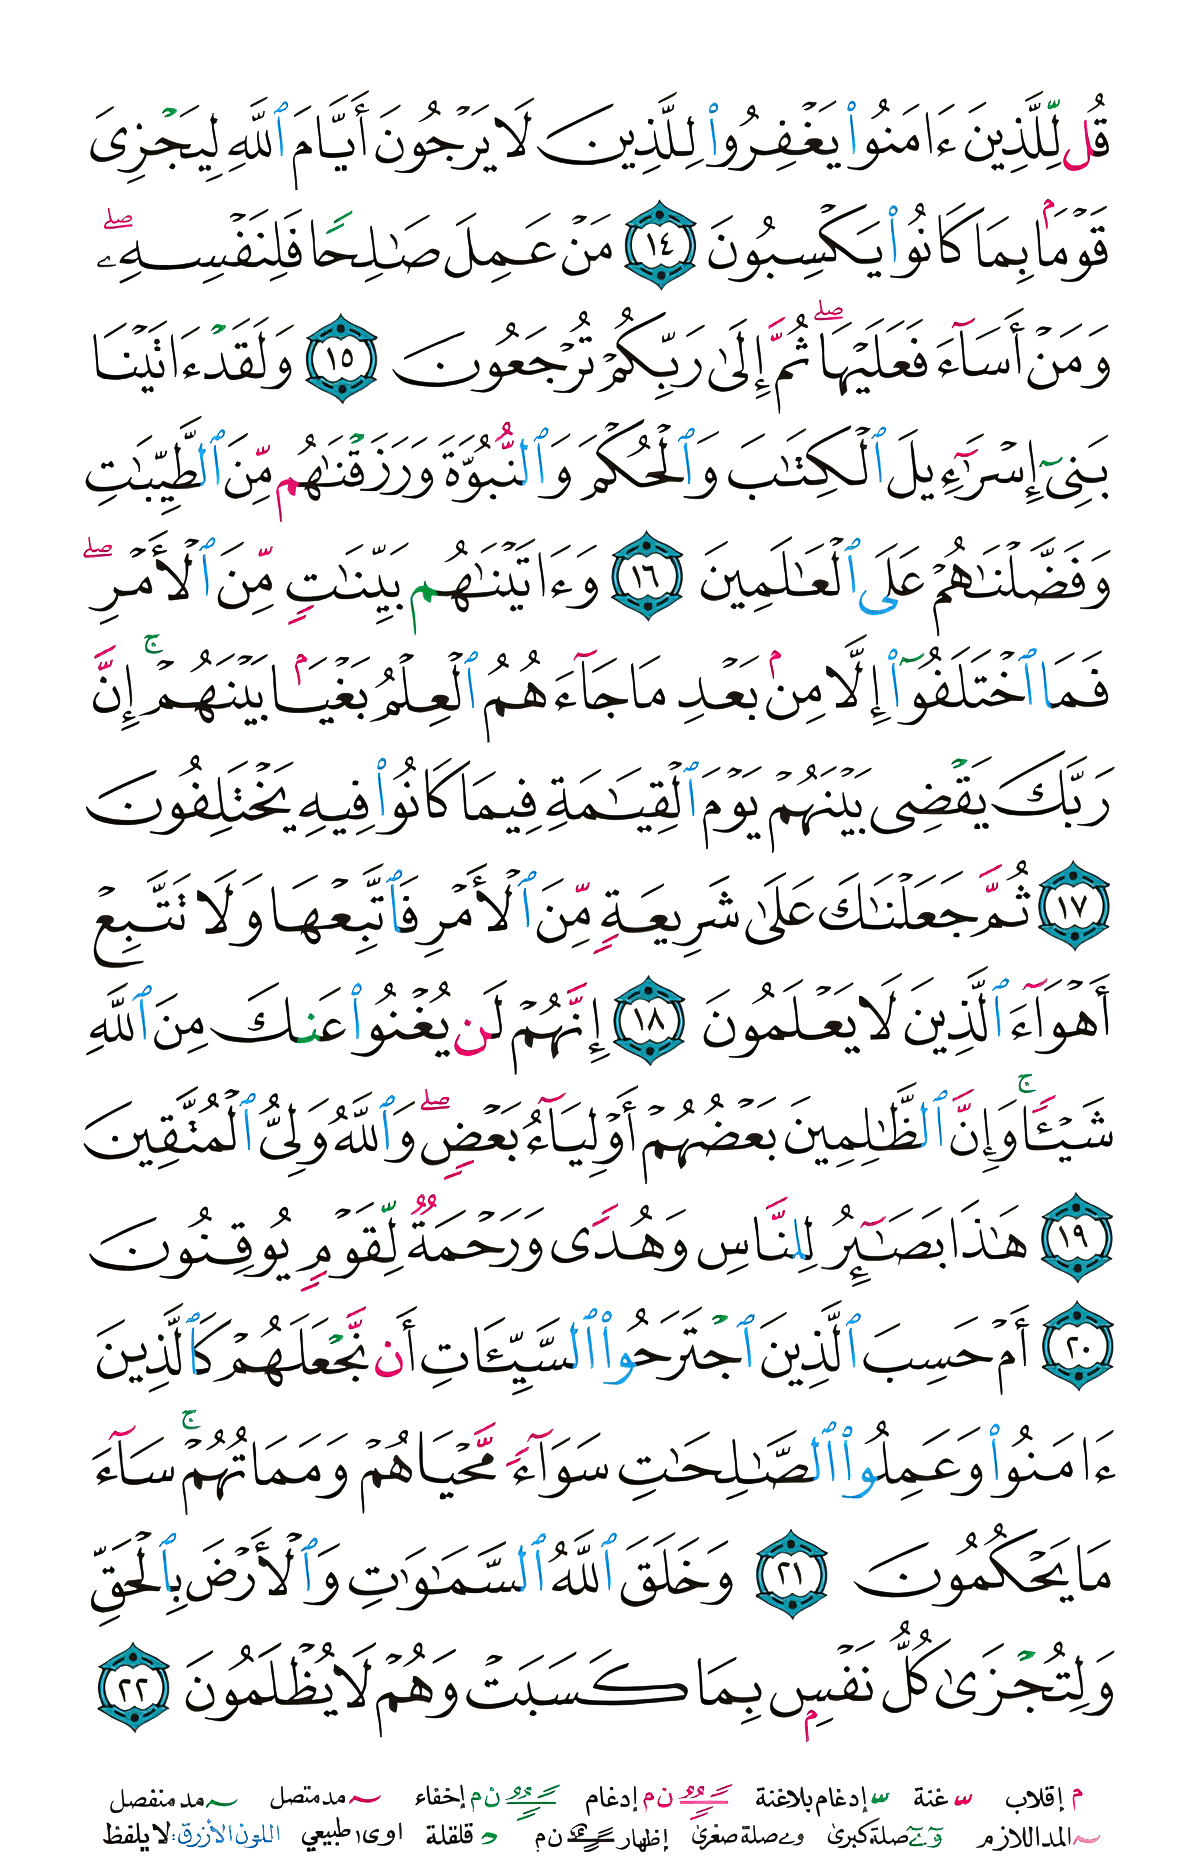 قُل لِّلَّذِينَ ءَامَنُوا۟ يَغْفِرُوا۟ لِلَّذِينَ لَا يَرْجُونَ أَيَّامَ ٱللَّهِ لِيَجْزِىَ
قَوْمًۢا بِمَا كَانُوا۟ يَكْسِبُونَ ١٤ مَنْ عَمِلَ صَـٰلِحًا فَلِنَفْسِهِۦ ۖ
وَمَنْ أَسَآءَ فَعَلَيْهَا ۖ ثُمَّ إِلَىٰ رَبِّكُمْ تُرْجَعُونَ ١٥ وَلَقَدْ ءَاتَيْنَا
بَنِىٓ إِسْرَٰٓءِيلَ ٱلْكِتَـٰبَ وَٱلْحُكْمَ وَٱلنُّبُوَّةَ وَرَزَقْنَـٰهُم مِّنَ ٱلطَّيِّبَـٰتِ
وَفَضَّلْنَـٰهُمْ عَلَى ٱلْعَـٰلَمِينَ ١٦ وَءَاتَيْنَـٰهُم بَيِّنَـٰتٍ مِّنَ ٱلْأَمْرِ ۖ
فَمَا ٱخْتَلَفُوٓا۟ إِلَّا مِنۢ بَعْدِ مَا جَآءَهُمُ ٱلْعِلْمُ بَغْيًۢا بَيْنَهُمْ ۚ إِنَّ
رَبَّكَ يَقْضِى بَيْنَهُمْ يَوْمَ ٱلْقِيَـٰمَةِ فِيمَا كَانُوا۟ فِيهِ يَخْتَلِفُونَ
١٧ ثُمَّ جَعَلْنَـٰكَ عَلَىٰ شَرِيعَةٍ مِّنَ ٱلْأَمْرِ فَٱتَّبِعْهَا وَلَا تَتَّبِعْ
أَهْوَآءَ ٱلَّذِينَ لَا يَعْلَمُونَ ١٨ إِنَّهُمْ لَن يُغْنُوا۟ عَنكَ مِنَ ٱللَّهِ
شَيْـًٔا ۚ وَإِنَّ ٱلظَّـٰلِمِينَ بَعْضُهُمْ أَوْلِيَآءُ بَعْضٍ ۖ وَٱللَّهُ وَلِىُّ ٱلْمُتَّقِينَ
١٩ هَـٰذَا بَصَـٰٓئِرُ لِلنَّاسِ وَهُدًى وَرَحْمَةٌ لِّقَوْمٍ يُوقِنُونَ
٢٠ أَمْ حَسِبَ ٱلَّذِينَ ٱجْتَرَحُوا۟ ٱلسَّيِّـَٔاتِ أَن نَّجْعَلَهُمْ كَٱلَّذِينَ
ءَامَنُوا۟ وَعَمِلُوا۟ ٱلصَّـٰلِحَـٰتِ سَوَآءً مَّحْيَاهُمْ وَمَمَاتُهُمْ ۚ سَآءَ
مَا يَحْكُمُونَ ٢١ وَخَلَقَ ٱللَّهُ ٱلسَّمَـٰوَٰتِ وَٱلْأَرْضَ بِٱلْحَقِّ
وَلِتُجْزَىٰ كُلُّ نَفْسٍۭ بِمَا كَسَبَتْ وَهُمْ لَا يُظْلَمُونَ ٢٢
م إقلاب غنة إدغام بلاغنة ن م إدغام ن م إخفاء مد متصل مد منفصل
المد اللازم صلة كبرى وے صلة صغرى إظهار ن م قلقلة اوى طبيعي اللون الأزرق: لا يلفظ